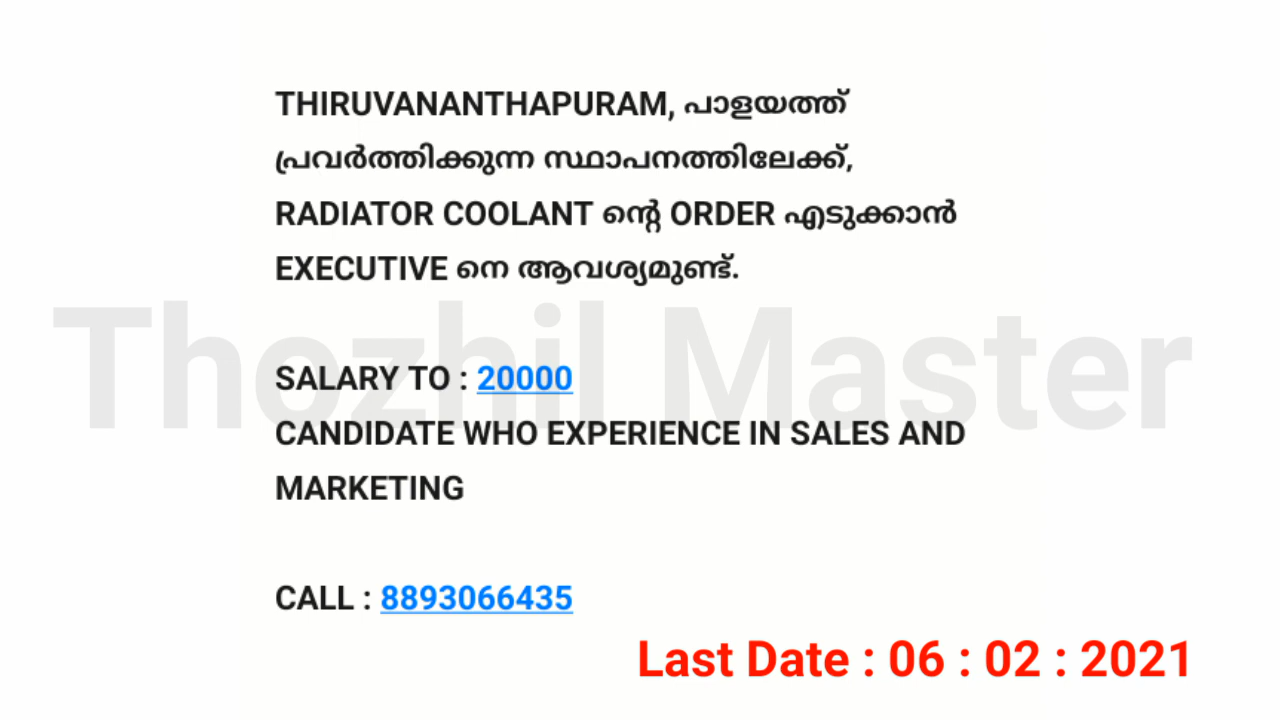 THIRUVANANTHAPURAM, പാളയത്ത്
പ്രവർത്തിക്കുന്ന സ്ഥാപനത്തിലേക്ക്,
RADIATOR COOLANT ന്റെ ORDER എടുക്കാൻ
EXECUTIVE നെ ആവശ്യമുണ്ട്.
Thozhil Master
SALARY TO : 20000
CANDIDATE WHO EXPERIENCE IN SALES AND
MARKETING
CALL : 8893066435
Last Date : 06 : 02 : 2021